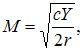 M = √(cY/2r),